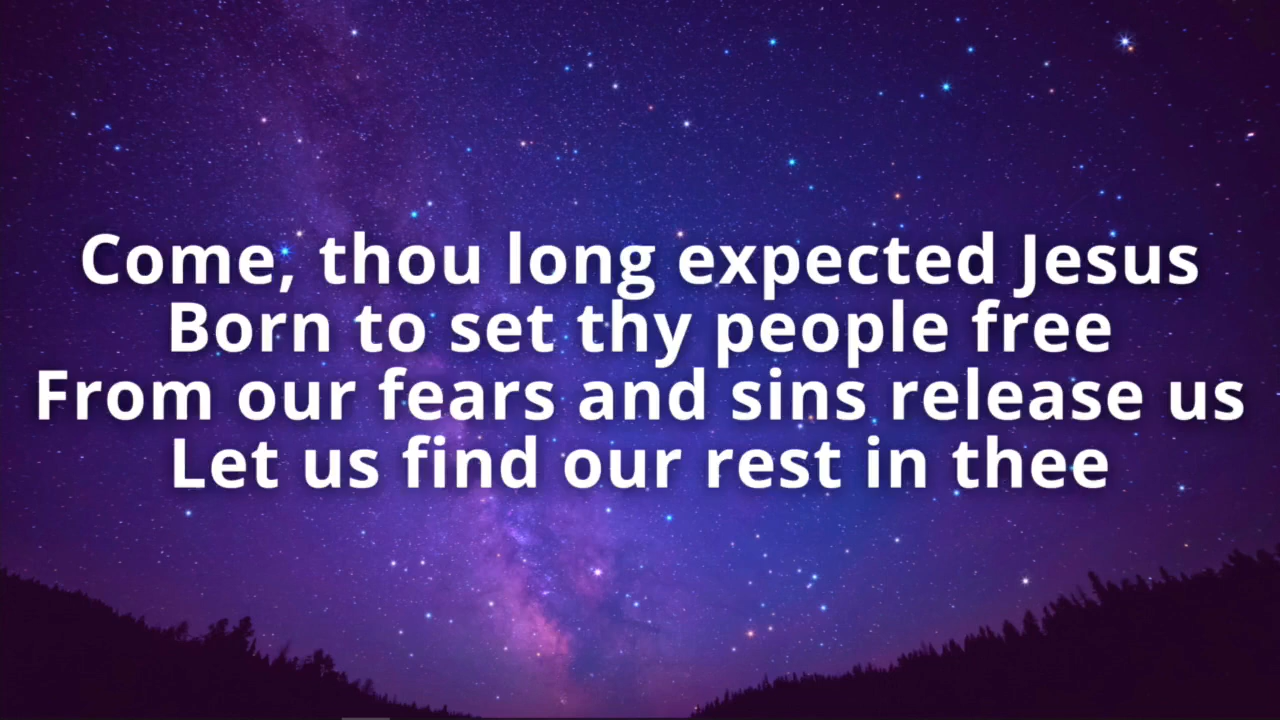 Come, thou long expected Jesus
Born to set thy people free
From our fears and sins release us
Let us find our rest in thee